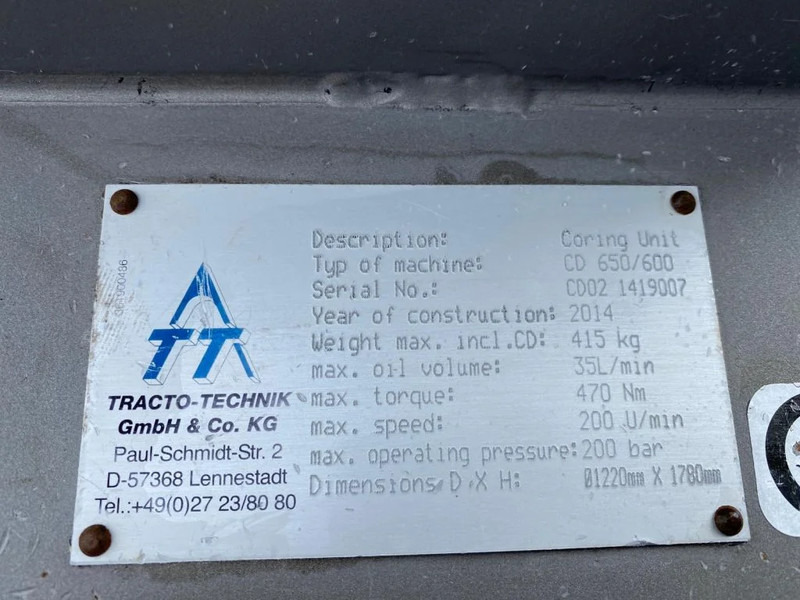 TT
TRACTO-TECHNIK
GmbH & Co. KG
Paul-Schmidt-Str. 2
D-57368 Lennestadt
Tel.:+49(0)27 23/80 80
Description: Coring Unit
Typ of machine: CD 650/600
Serial No.: CD02 1419007
Year of construction: 2014
Weight max. incl.CD: 415 kg
max. oil volume: 35L/min
max. torque: 470 Nm
max. speed: 200 U/min
max. operating pressure: 200 bar
Dimensions D X H: Ø1220mm X 1780mm